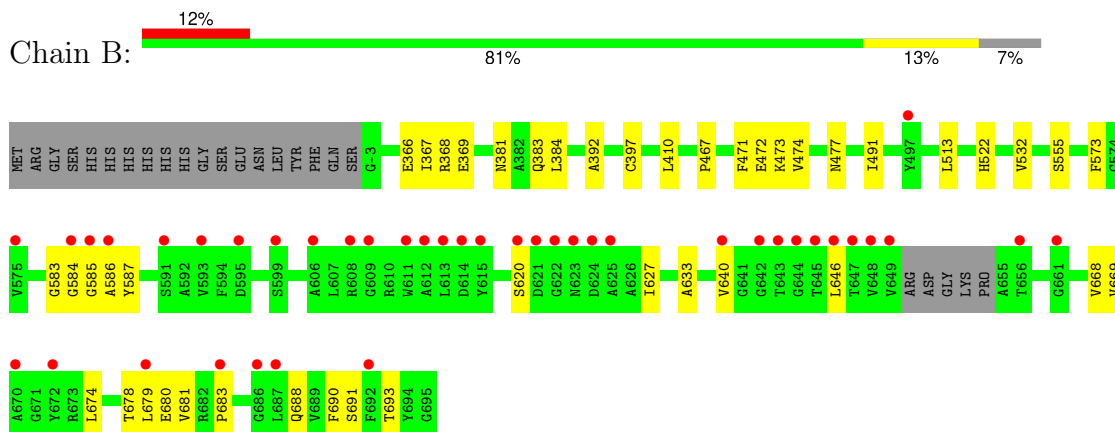 12%
Chain B:
81% 13% 7%
MET ARG GLY SER HIS HIS HIS HIS HIS HIS GLY SER GLU ASN LEU TYR PHE GLN SER G-3 E366 I367 R368 E369 N381 A382 Q383 L384 A392 C397 L410 P467 F471 E472 K473 V474 N477 I491 Y497 L513 H522 V532 S555 F573 G574
V575 G583 G584 G585 A586 Y587 S591 A592 V593 F594 D595 S599 A606 L607 R608 G609 R610 W611 A612 L613 D614 Y615 S620 D621 G622 N623 D624 A625 A626 I627 A633 V640 G641 G642 T643 G644 T645 L646 T647 V648 V649 ARG ASP GLY LYS PRO A655 T656 G661 V668 V669
A670 G671 Y672 R673 L674 T678 L679 E680 V681 R682 P683 G686 L687 Q688 V689 F690 S691 F692 T693 Y694 G695